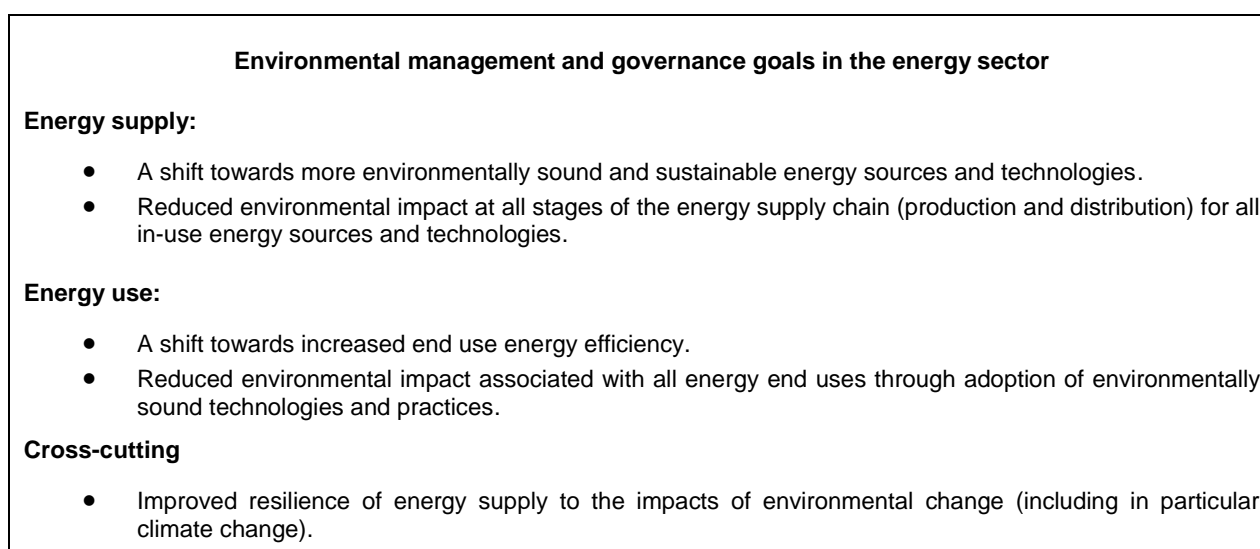 Environmental management and governance goals in the energy sector
Energy supply:
● A shift towards more environmentally sound and sustainable energy sources and technologies.
● Reduced environmental impact at all stages of the energy supply chain (production and distribution) for all
in-use energy sources and technologies.
Energy use:
● A shift towards increased end use energy efficiency.
● Reduced environmental impact associated with all energy end uses through adoption of environmentally
sound technologies and practices.
Cross-cutting
● Improved resilience of energy supply to the impacts of environmental change (including in particular
climate change).